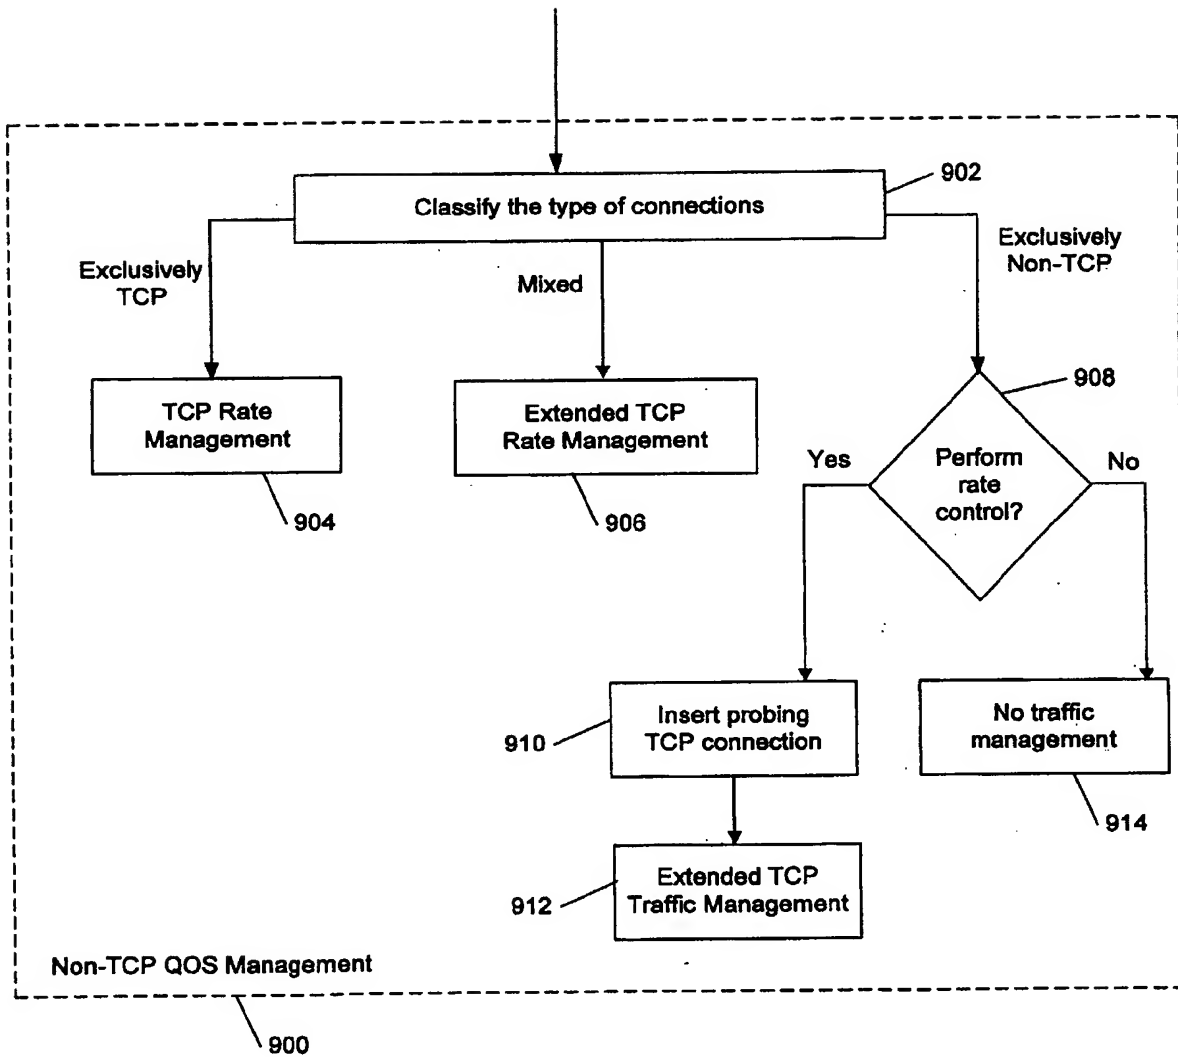 902
Classify the type of connections
Exclusively
TCP
Mixed
Exclusively
Non-TCP
908
TCP Rate
Management
Extended TCP
Rate Management
Yes
Perform
rate
control?
No
904
906
Insert probing
TCP connection
910
No traffic
management
914
Extended TCP
Traffic Management
912
Non-TCP QOS Management
900